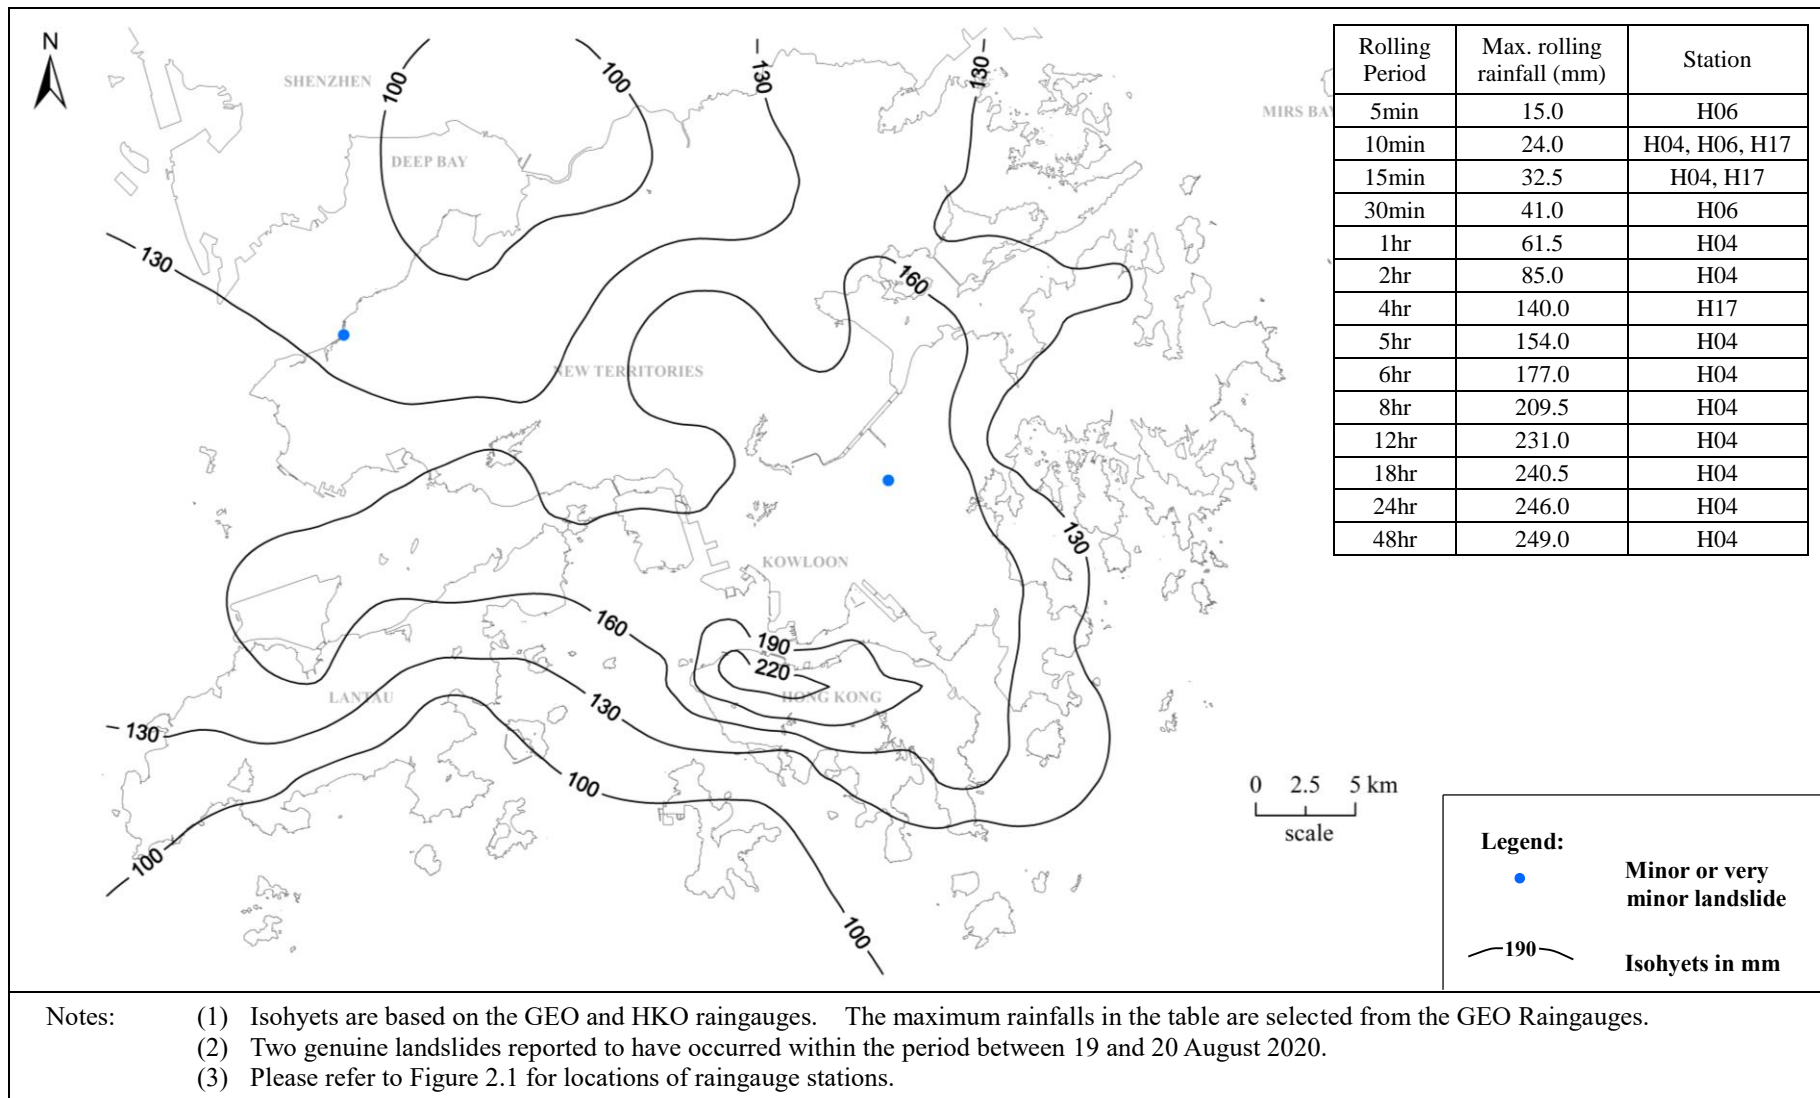 N
SHENZHEN
DEEP BAY
MIRS BA
NEW TERRITORIES
KOWLOON
HONG KONG
LANTAU
100
100
130
130
130
160
160
190
220
130
130
130
100
100
100
Rolling Period Max. rolling rainfall (mm) Station
5min 15.0 H06
10min 24.0 H04, H06, H17
15min 32.5 H04, H17
30min 41.0 H06
1hr 61.5 H04
2hr 85.0 H04
4hr 140.0 H17
5hr 154.0 H04
6hr 177.0 H04
8hr 209.5 H04
12hr 231.0 H04
18hr 240.5 H04
24hr 246.0 H04
48hr 249.0 H04
0 2.5 5 km
scale
Legend:
Minor or very
minor landslide
190
Isohyets in mm
Notes: (1) Isohyets are based on the GEO and HKO raingauges. The maximum rainfalls in the table are selected from the GEO Raingauges.
(2) Two genuine landslides reported to have occurred within the period between 19 and 20 August 2020.
(3) Please refer to Figure 2.1 for locations of raingauge stations.